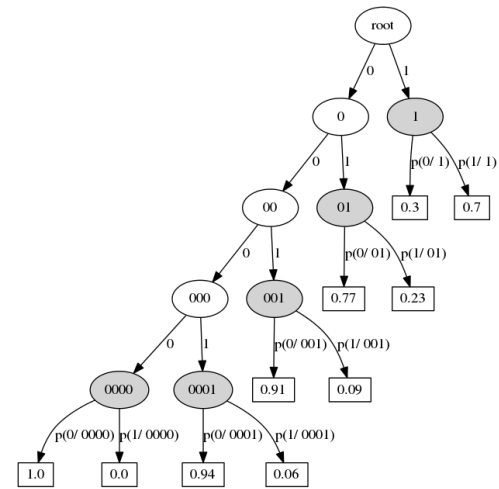 root
0 1
0 1
0 1 p(0/ 1) p(1/ 1)
00 01 0.3 0.7
0 1 p(0/ 01) p(1/ 01)
000 001 0.77 0.23
0 1 p(0/ 001) p(1/ 001)
0000 0001 0.91 0.09
p(0/ 0000) p(1/ 0000) p(0/ 0001) p(1/ 0001)
1.0 0.0 0.94 0.06